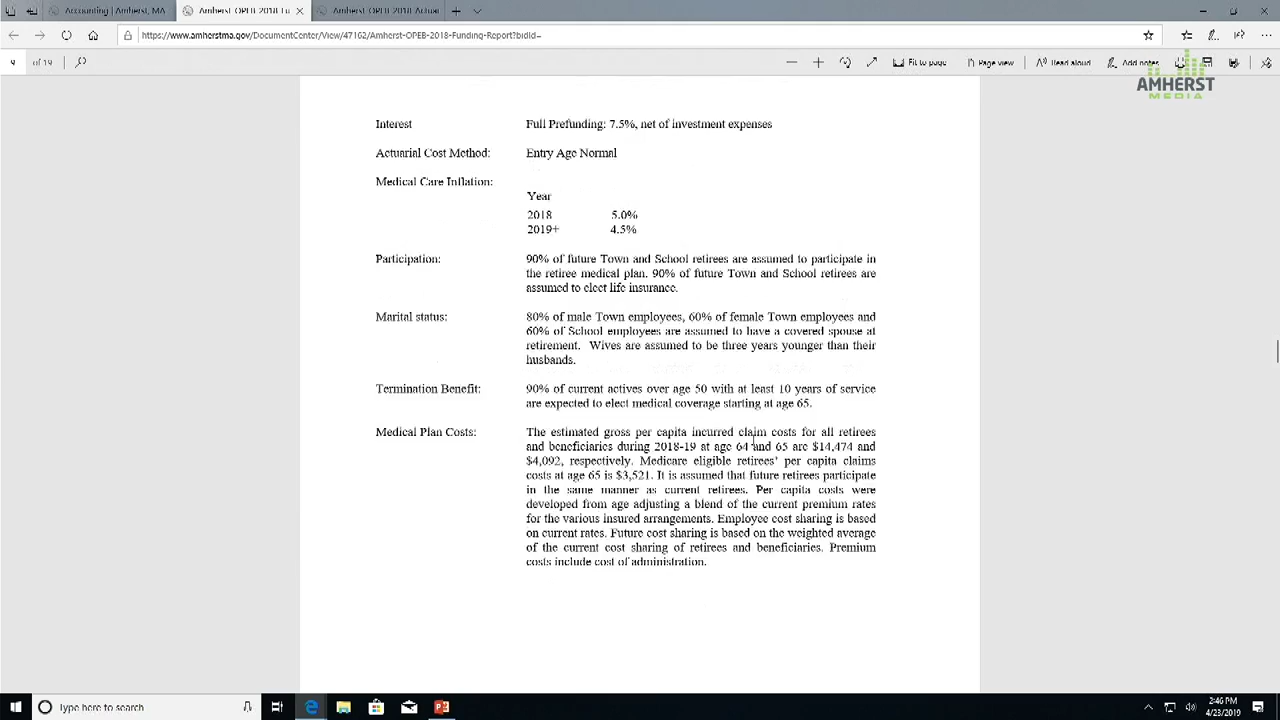 Accounting | Amherst, MA
Amherst OPEB 2018 Fu
Amherst OPEB 2018 Actua
https://www.amherstma.gov/DocumentCenter/View/47162/Amherst-OPEB-2018-Funding-Report?bidId=
9 of 19
Fit to page
Page view
Read aloud
Add notes
AMHERST
MEDIA
Interest Full Prefunding: 7.5%, net of investment expenses
Actuarial Cost Method: Entry Age Normal
Medical Care Inflation:
Year
2018 5.0%
2019+ 4.5%
Participation: 90% of future Town and School retirees are assumed to participate in
the retiree medical plan. 90% of future Town and School retirees are
assumed to elect life insurance.
Marital status: 80% of male Town employees, 60% of female Town employees and
60% of School employees are assumed to have a covered spouse at
retirement. Wives are assumed to be three years younger than their
husbands.
Termination Benefit: 90% of current actives over age 50 with at least 10 years of service
are expected to elect medical coverage starting at age 65.
Medical Plan Costs: The estimated gross per capita incurred claim costs for all retirees
and beneficiaries during 2018-19 at age 64 and 65 are $14,474 and
$4,092, respectively. Medicare eligible retirees' per capita claims
costs at age 65 is $3,521. It is assumed that future retirees participate
in the same manner as current retirees. Per capita costs were
developed from age adjusting a blend of the current premium rates
for the various insured arrangements. Employee cost sharing is based
on current rates. Future cost sharing is based on the weighted average
of the current cost sharing of retirees and beneficiaries. Premium
costs include cost of administration.
Type here to search
2:46 PM
4/23/2019